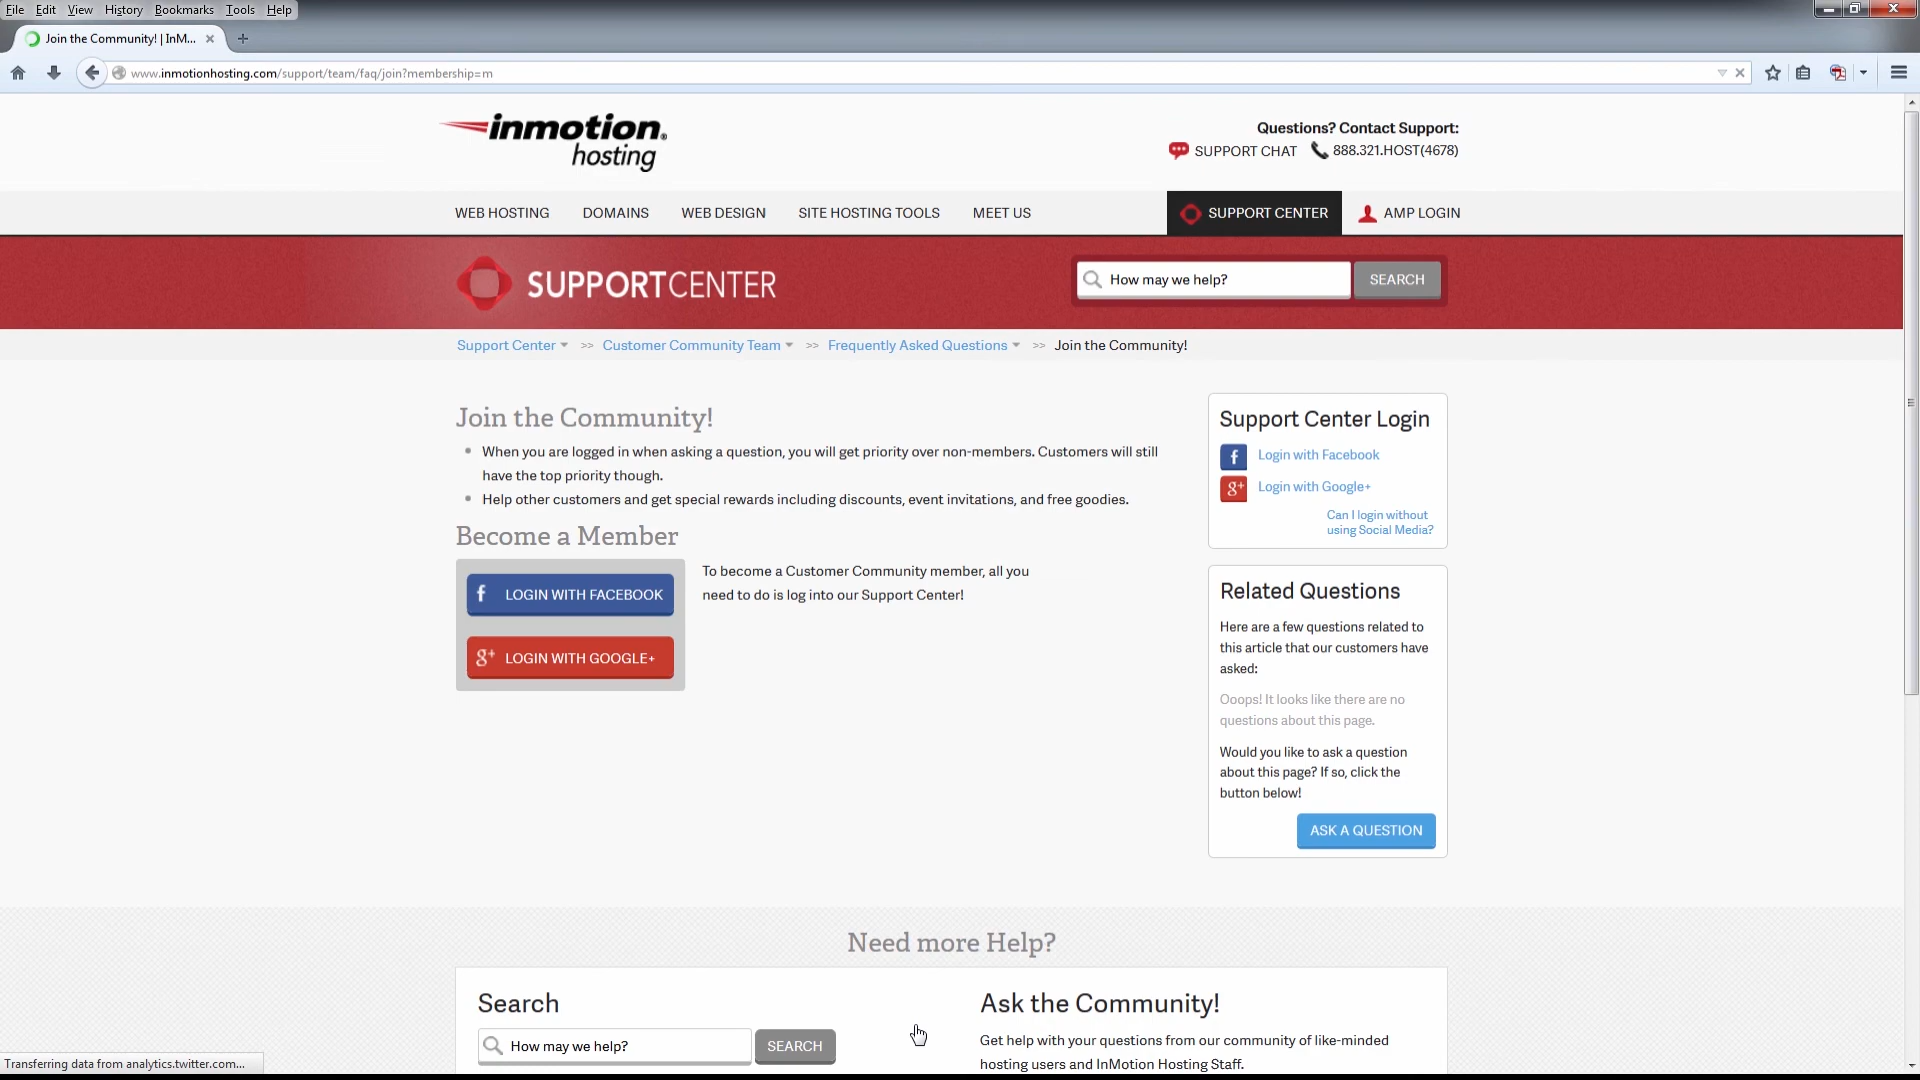 File Edit View History Bookmarks Tools Help
Join the Community! | InM...
www.inmotionhosting.com/support/team/faq/join?membership=m
inmotion®
hosting
Questions? Contact Support:
SUPPORT CHAT 888.321.HOST(4678)
WEB HOSTING DOMAINS WEB DESIGN SITE HOSTING TOOLS MEET US SUPPORT CENTER AMP LOGIN
SUPPORTCENTER
How may we help? SEARCH
Support Center >> Customer Community Team >> Frequently Asked Questions >> Join the Community!
Join the Community!
When you are logged in when asking a question, you will get priority over non-members. Customers will still
have the top priority though.
Help other customers and get special rewards including discounts, event invitations, and free goodies.
Become a Member
f LOGIN WITH FACEBOOK
g+ LOGIN WITH GOOGLE+
To become a Customer Community member, all you
need to do is log into our Support Center!
Support Center Login
f Login with Facebook
g+ Login with Google+
Can I login without
using Social Media?
Related Questions
Here are a few questions related to
this article that our customers have
asked:
Ooops! It looks like there are no
questions about this page.
Would you like to ask a question
about this page? If so, click the
button below!
ASK A QUESTION
Need more Help?
Search
How may we help? SEARCH
Ask the Community!
Get help with your questions from our community of like-minded
hosting users and InMotion Hosting Staff.
Transferring data from analytics.twitter.com...